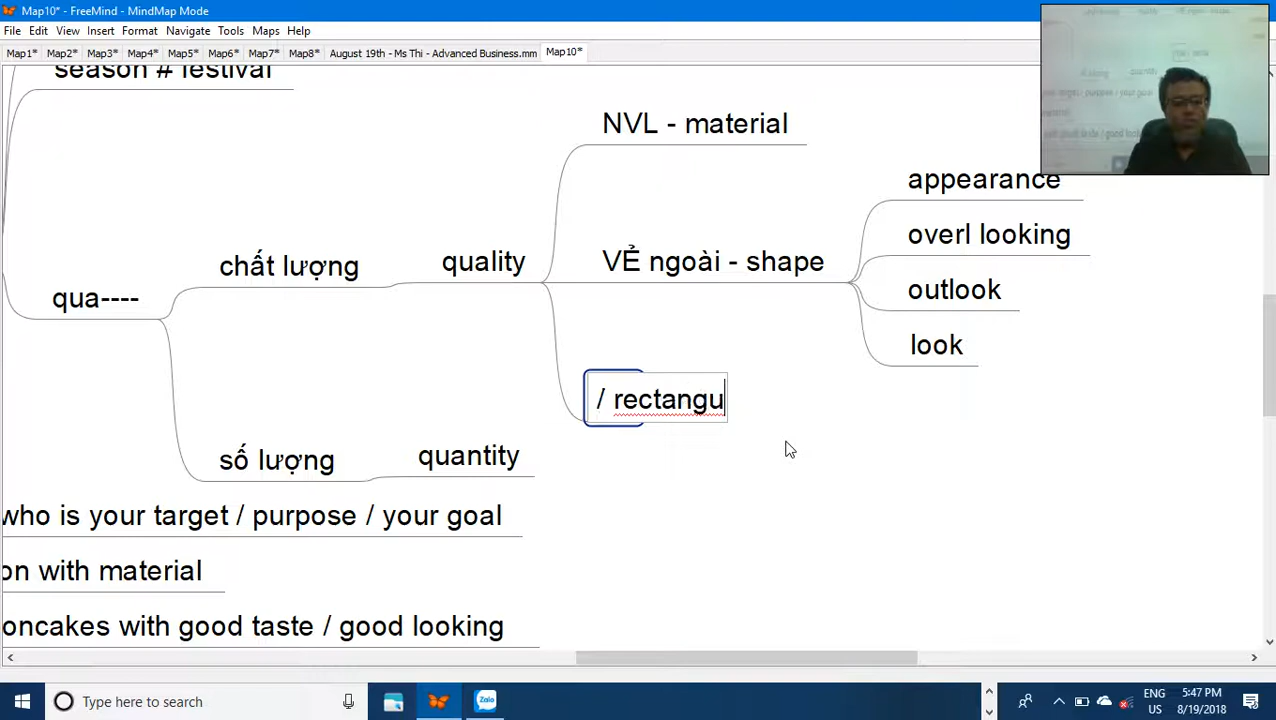 Map10* - FreeMind - MindMap Mode
File Edit View Insert Format Navigate Tools Maps Help
Map1* Map2* Map3* Map4* Map5* Map6* Map7* Map8* August 19th - Ms Thi - Advanced Business.mm Map10*
season # festival
NVL - material
appearance
overl looking
chất lượng
quality
VẺ ngoài - shape
outlook
qua----
look
/ rectangu
số lượng
quantity
who is your target / purpose / your goal
on with material
oncakes with good taste / good looking
Type here to search
Zalo
ENG
US
5:47 PM
8/19/2018